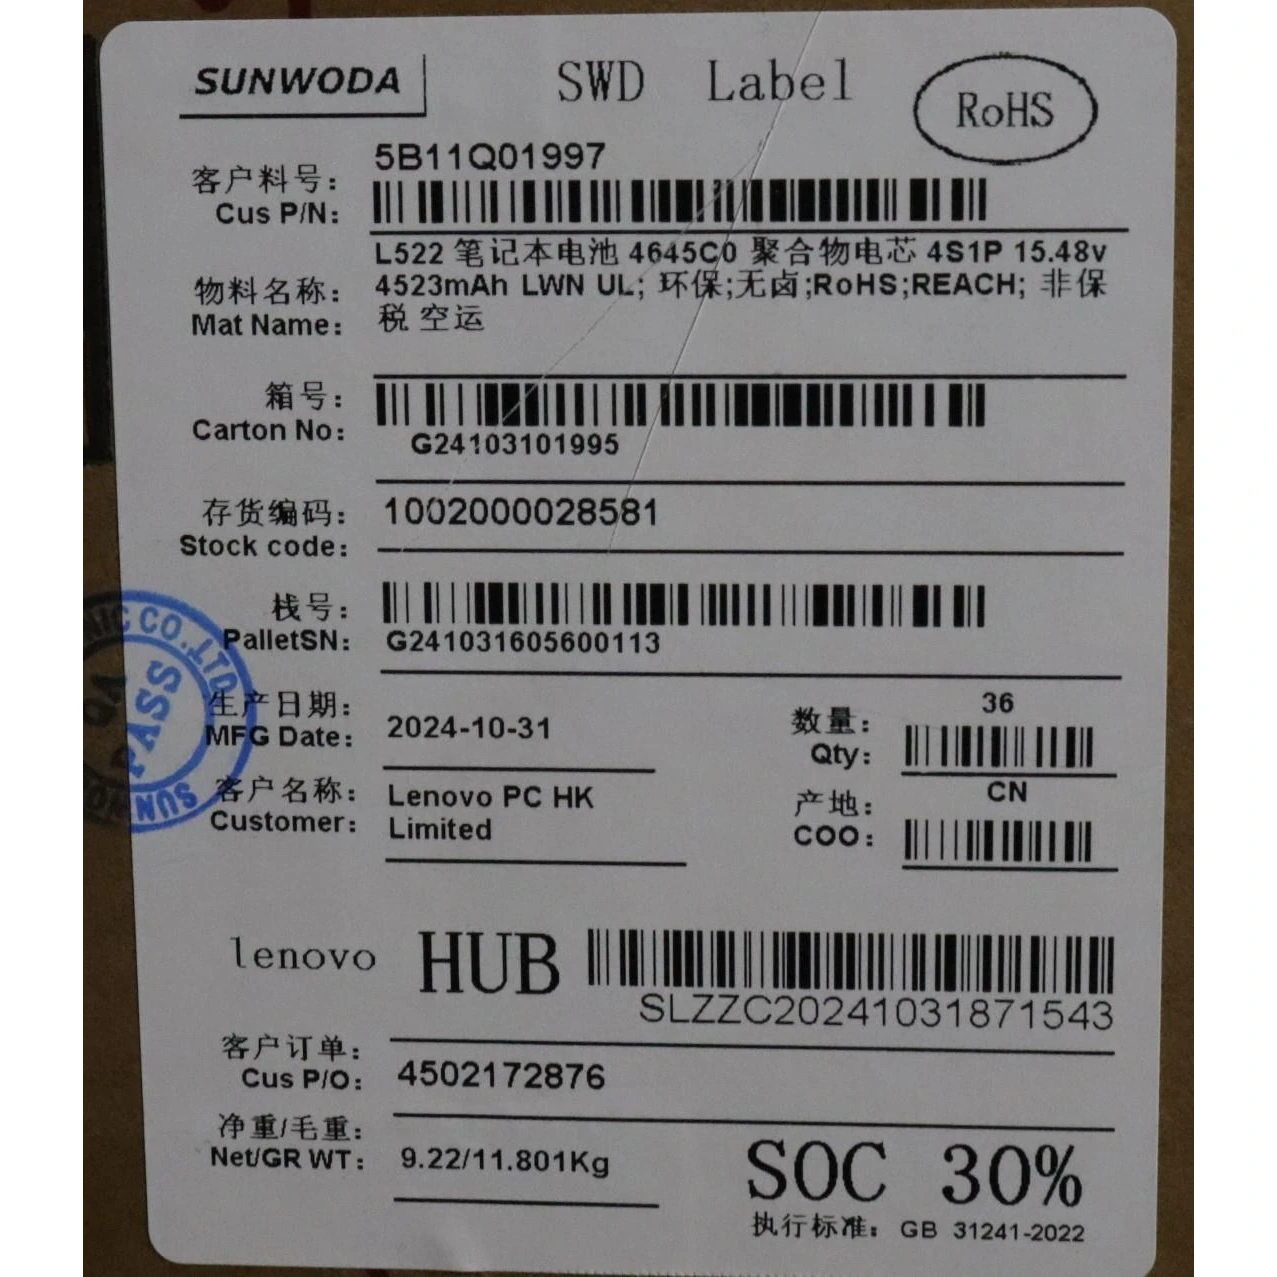 SUNWODA
SWD Label
RoHS
客户料号:
Cus P/N:
5B11Q01997
物料名称:
Mat Name:
L522 笔记本电池 4645C0 聚合物电芯 4S1P 15.48v
4523mAh LWN UL; 环保;无卤;RoHS;REACH; 非保
税 空运
箱号:
Carton No:
G24103101995
存货编码:
Stock code:
1002000028581
栈号:
PalletSN:
G241031605600113
生产日期:
MFG Date:
2024-10-31
数量:
Qty:
36
客户名称:
Customer:
Lenovo PC HK
Limited
产地:
COO:
CN
lenovo HUB
SLZZC20241031871543
客户订单:
Cus P/O:
4502172876
净重/毛重:
Net/GR WT:
9.22/11.801Kg
SOC 30%
执行标准: GB 31241-2022
CO.,LTD
PASS